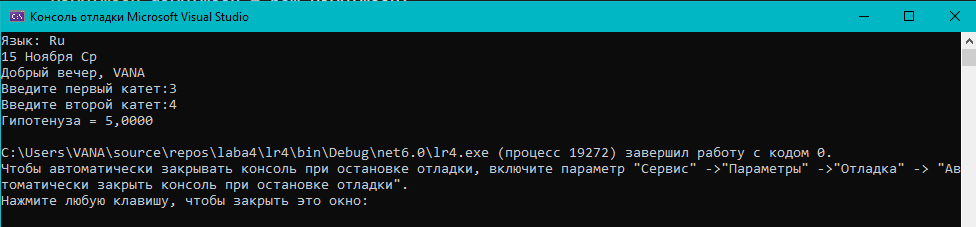 Консоль отладки Microsoft Visual Studio
Язык: Ru
15 Ноября Ср
Добрый вечер, VANA
Введите первый катет:3
Введите второй катет:4
Гипотенуза = 5,0000
C:\Users\VANA\source\repos\laba4\lr4\bin\Debug\net6.0\lr4.exe (процесс 19272) завершил работу с кодом 0.
Чтобы автоматически закрывать консоль при остановке отладки, включите параметр "Сервис" ->"Параметры" ->"Отладка" -> "Ав
томатически закрыть консоль при остановке отладки".
Нажмите любую клавишу, чтобы закрыть это окно: